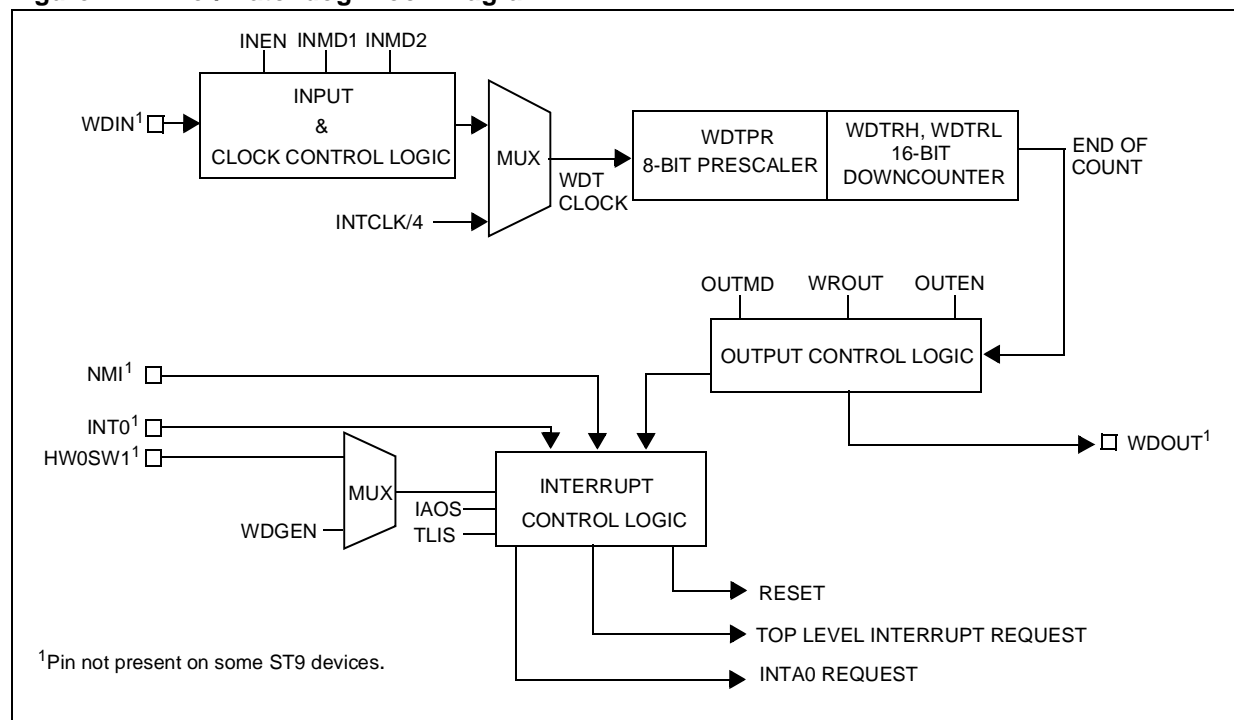 INEN INMD1 INMD2
INPUT
&
CLOCK CONTROL LOGIC
WDIN1
MUX
WDT
CLOCK
INTCLK/4
WDTPR
8-BIT PRESCALER
WDTRH, WDTRL
16-BIT
DOWNCOUNTER
END OF
COUNT
OUTMD WROUT OUTEN
OUTPUT CONTROL LOGIC
NMI1
INT01
HW0SW11
MUX
WDGEN
IAOS
TLIS
INTERRUPT
CONTROL LOGIC
WDOUT1
RESET
TOP LEVEL INTERRUPT REQUEST
INTA0 REQUEST
1Pin not present on some ST9 devices.